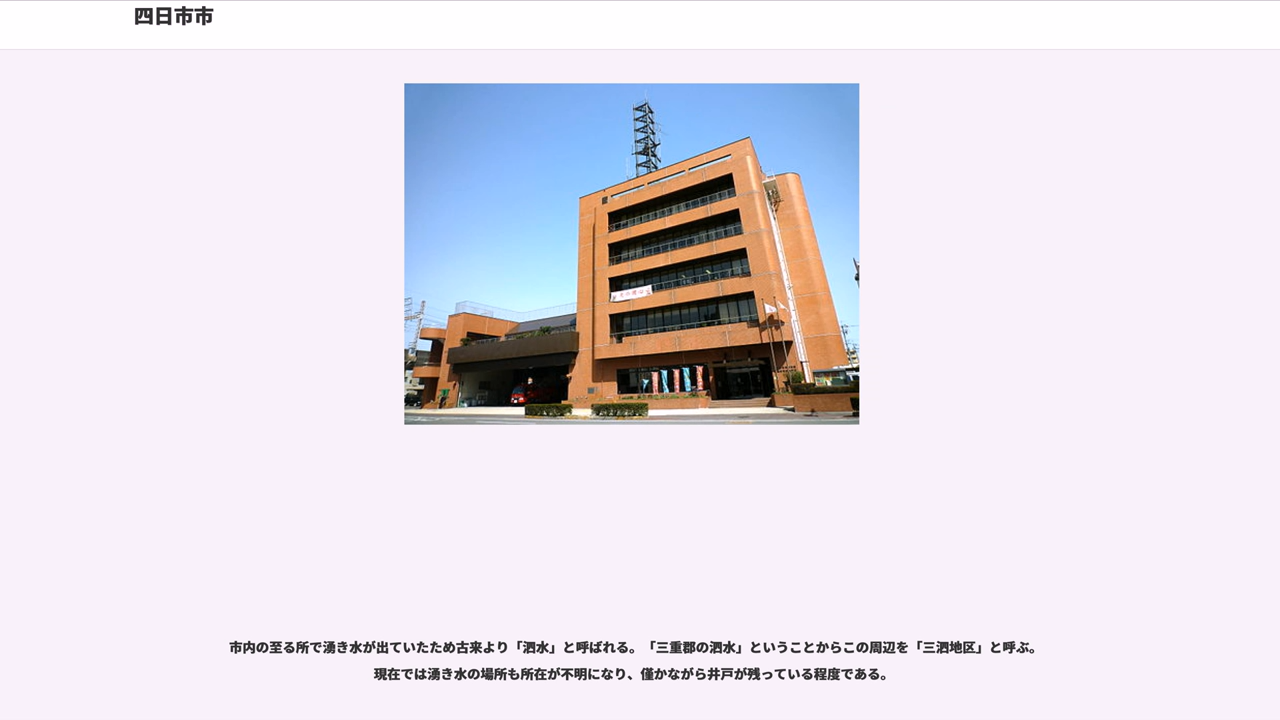 四日市市
市内の至る所で湧き水が出ていたため古来より「泗水」と呼ばれる。「三重郡の泗水」ということからこの周辺を「三泗地区」と呼ぶ。
現在では湧き水の場所も所在が不明になり、僅かながら井戸が残っている程度である。